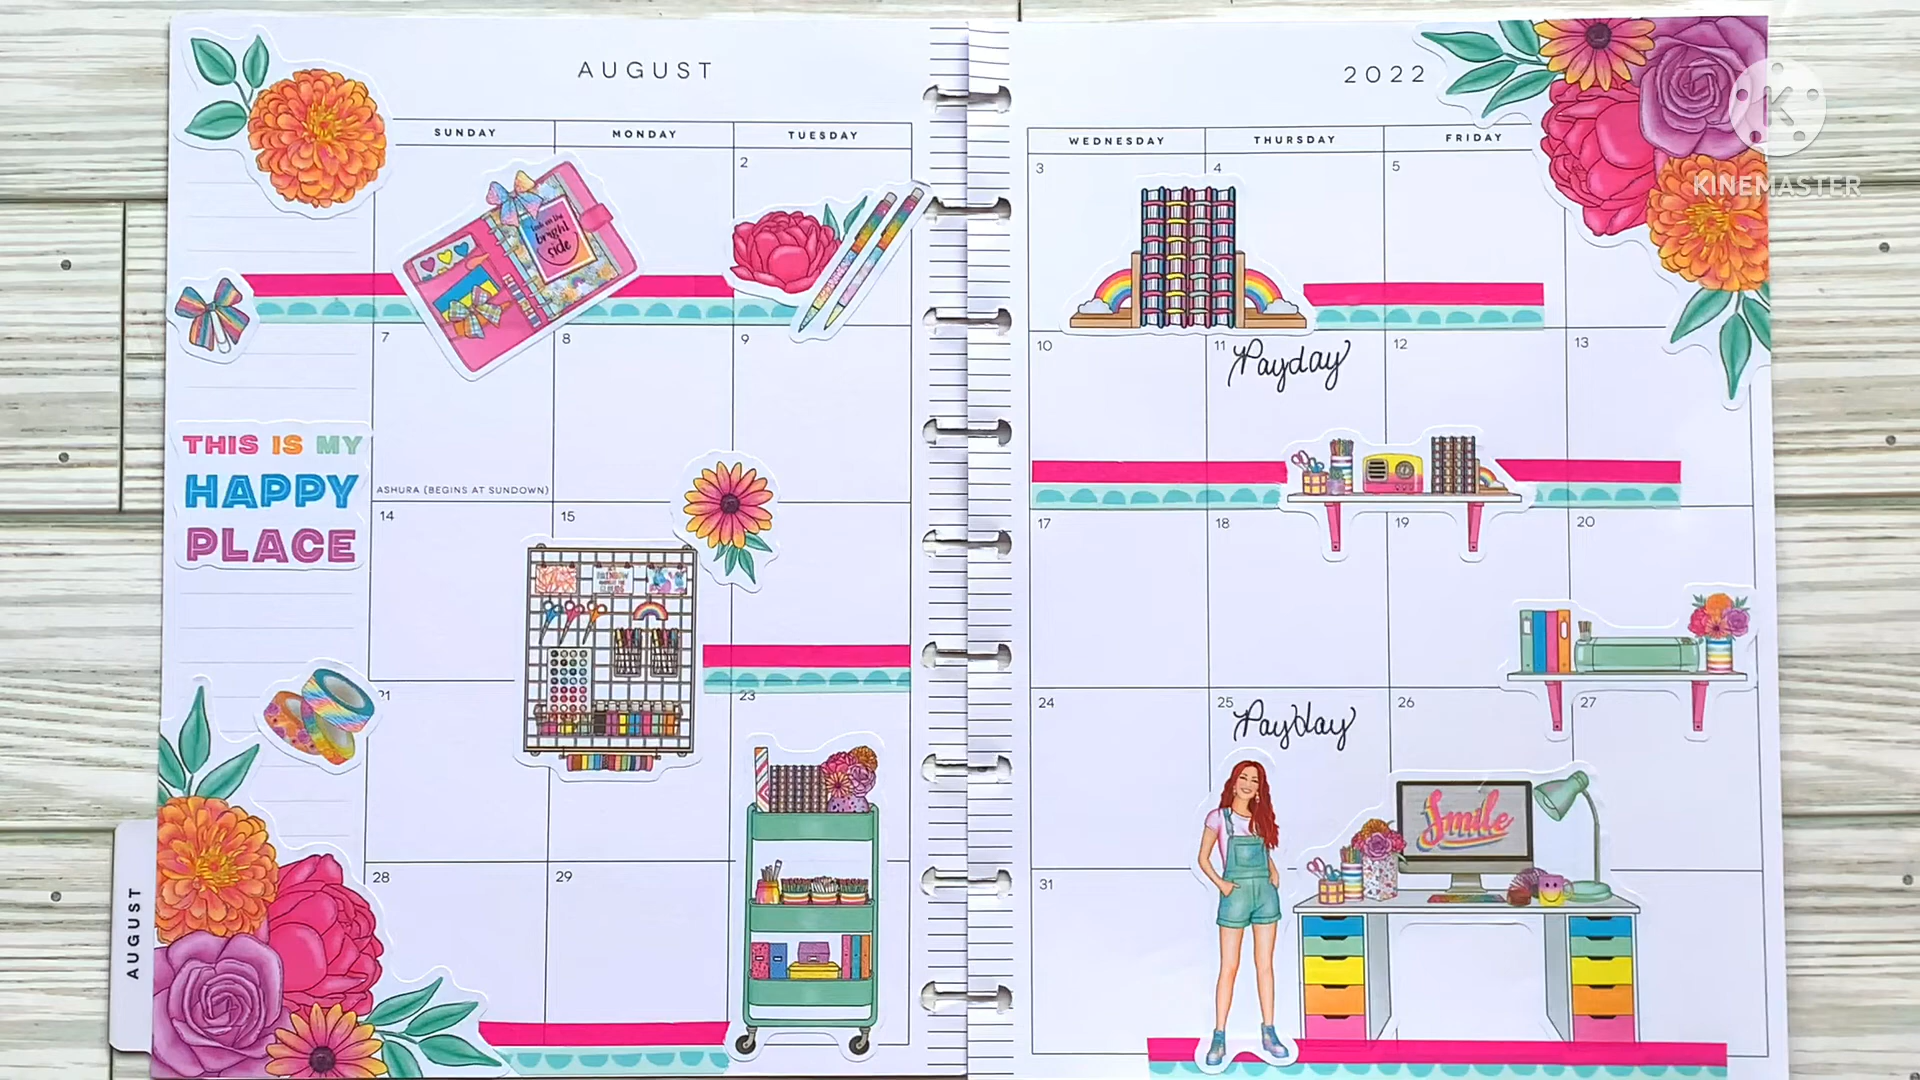 AUGUST
2022
KINEMASTER
SUNDAY MONDAY TUESDAY
WEDNESDAY THURSDAY FRIDAY
2
3 4 5
look on the
bright
side
7 8 9
10 11 12 13
Payday
THIS IS MY
HAPPY
PLACE
ASHURA (BEGINS AT SUNDOWN)
14 15
17 18 19 20
RAINBOW
21 23
24 25 26 27
PayDay
Smile
28 29
31
AUGUST